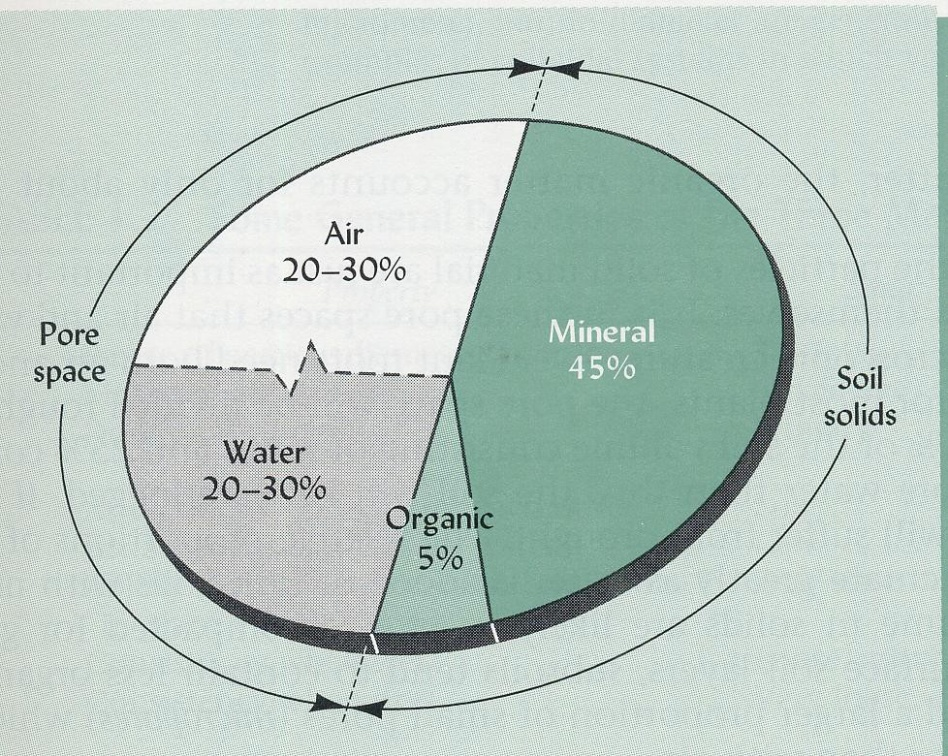 Air
20–30%
Pore
space
Mineral
45%
Soil
solids
Water
20–30%
Organic
5%